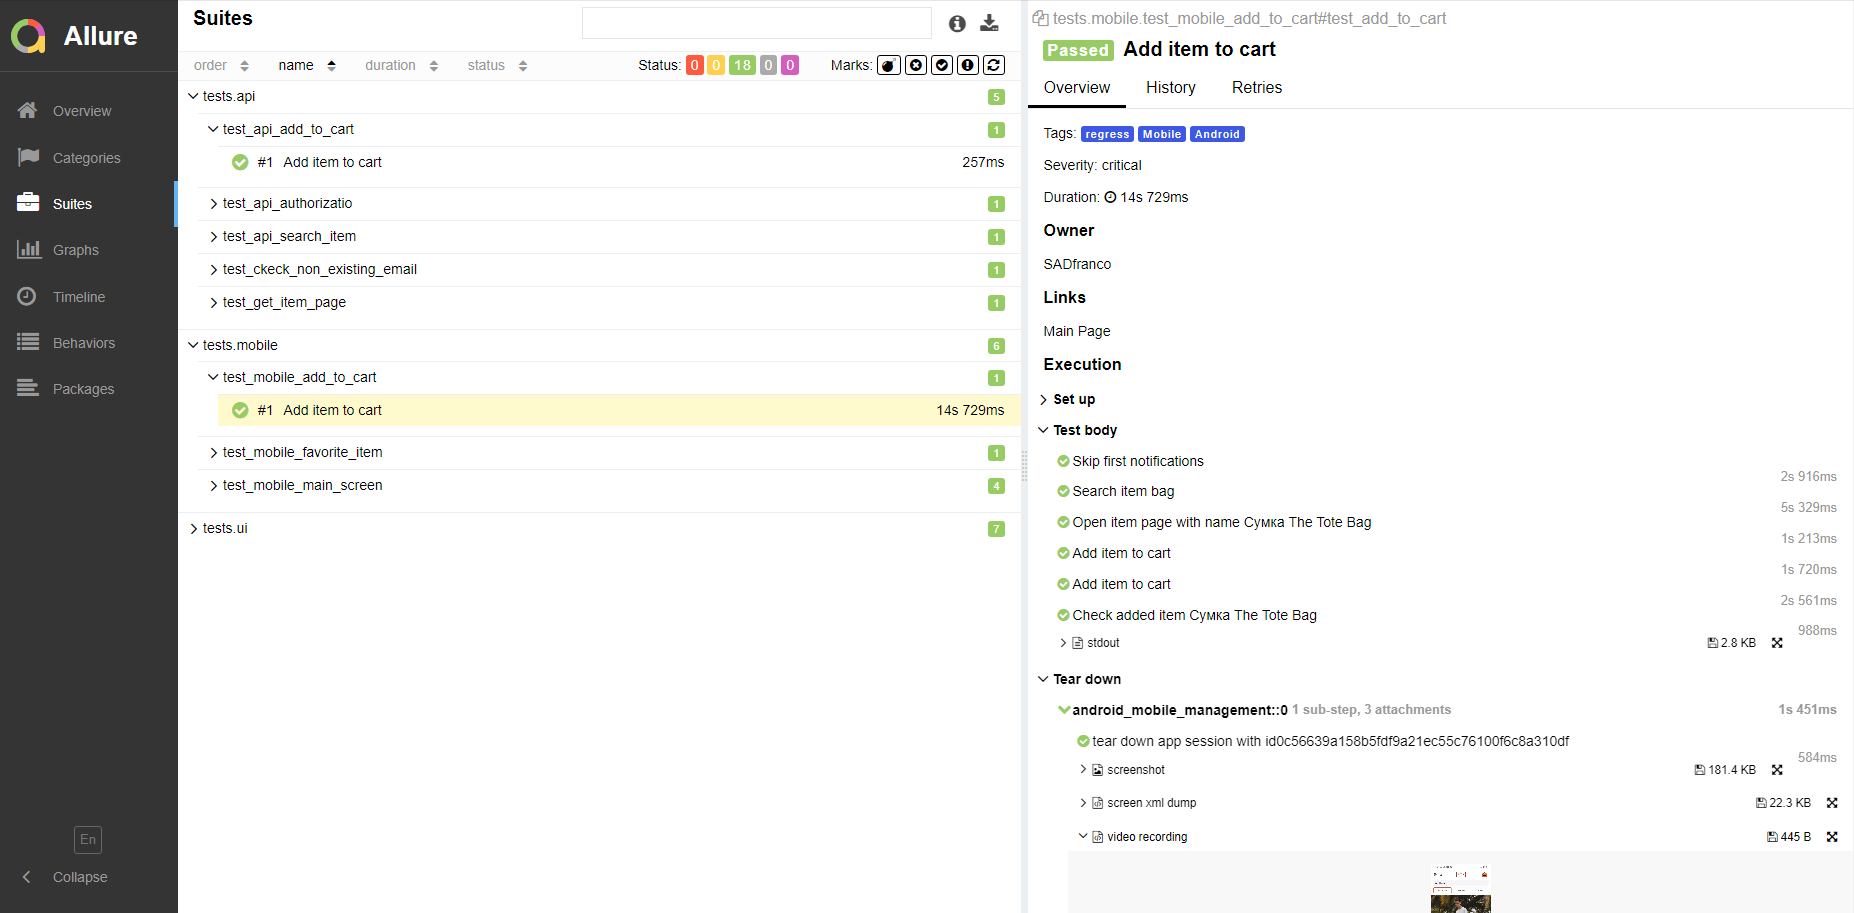 Allure
Overview
Categories
Suites
Graphs
Timeline
Behaviors
Packages
En
Collapse
Suites
order name duration status Status: 0 0 18 0 0 Marks:
tests.api 5
test_api_add_to_cart 1
#1 Add item to cart 257ms
test_api_authorizatio 1
test_api_search_item 1
test_ckeck_non_existing_email 1
test_get_item_page 1
tests.mobile 6
test_mobile_add_to_cart 1
#1 Add item to cart 14s 729ms
test_mobile_favorite_item 1
test_mobile_main_screen 4
tests.ui 7
tests.mobile.test_mobile_add_to_cart#test_add_to_cart
Passed Add item to cart
Overview History Retries
Tags: regress Mobile Android
Severity: critical
Duration: 14s 729ms
Owner
SADfranco
Links
Main Page
Execution
Set up
Test body
Skip first notifications
2s 916ms
Search item bag
5s 329ms
Open item page with name Сумка The Tote Bag
1s 213ms
Add item to cart
1s 720ms
Add item to cart
2s 561ms
Check added item Сумка The Tote Bag
988ms
stdout 2.8 KB
Tear down
android_mobile_management::0 1 sub-step, 3 attachments 1s 451ms
tear down app session with id0c56639a158b5fdf9a21ec55c76100f6c8a310df
584ms
screenshot 181.4 KB
screen xml dump 22.3 KB
video recording 445 B